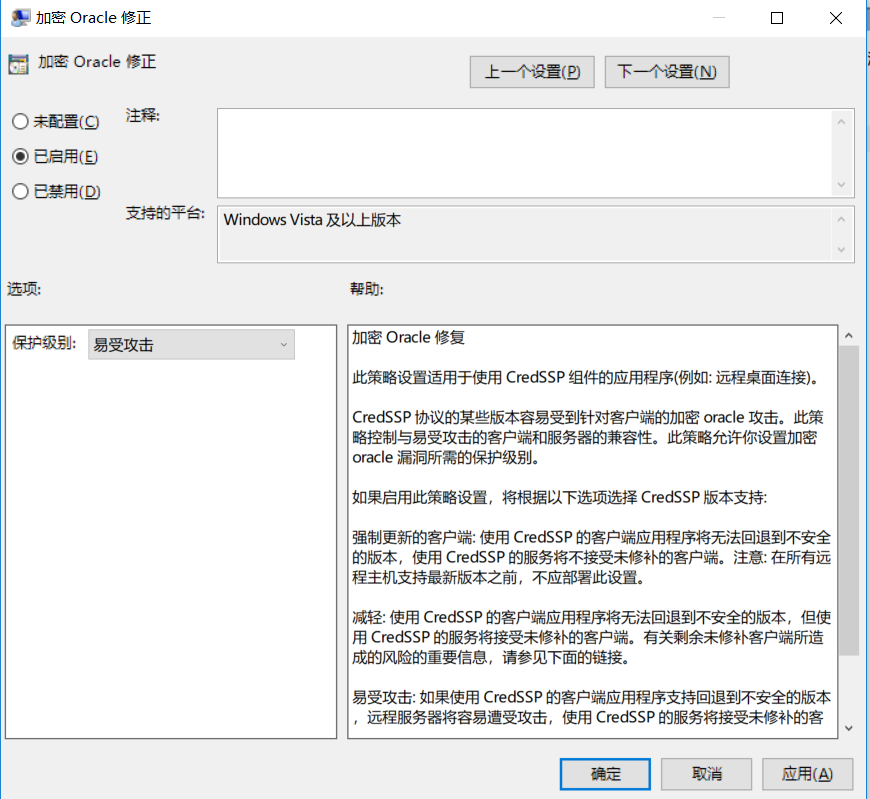 加密 Oracle 修正
加密 Oracle 修正
上一个设置(P)
下一个设置(N)
未配置(C)
注释:
已启用(E)
已禁用(D)
支持的平台:
Windows Vista 及以上版本
选项:
帮助:
保护级别:
易受攻击
加密 Oracle 修复
此策略设置适用于使用 CredSSP 组件的应用程序(例如: 远程桌面连接)。
CredSSP 协议的某些版本容易受到针对客户端的加密 oracle 攻击。此策
略控制与易受攻击的客户端和服务器的兼容性。此策略允许你设置加密
oracle 漏洞所需的保护级别。
如果启用此策略设置，将根据以下选项选择 CredSSP 版本支持:
强制更新的客户端: 使用 CredSSP 的客户端应用程序将无法回退到不安全
的版本，使用 CredSSP 的服务将不接受未修补的客户端。注意: 在所有远
程主机支持最新版本之前，不应部署此设置。
减轻: 使用 CredSSP 的客户端应用程序将无法回退到不安全的版本，但使
用 CredSSP 的服务将接受未修补的客户端。有关剩余未修补客户端所造
成的风险的重要信息，请参见下面的链接。
易受攻击: 如果使用 CredSSP 的客户端应用程序支持回退到不安全的版本
，远程服务器将容易遭受攻击，使用 CredSSP 的服务将接受未修补的客
确定
取消
应用(A)